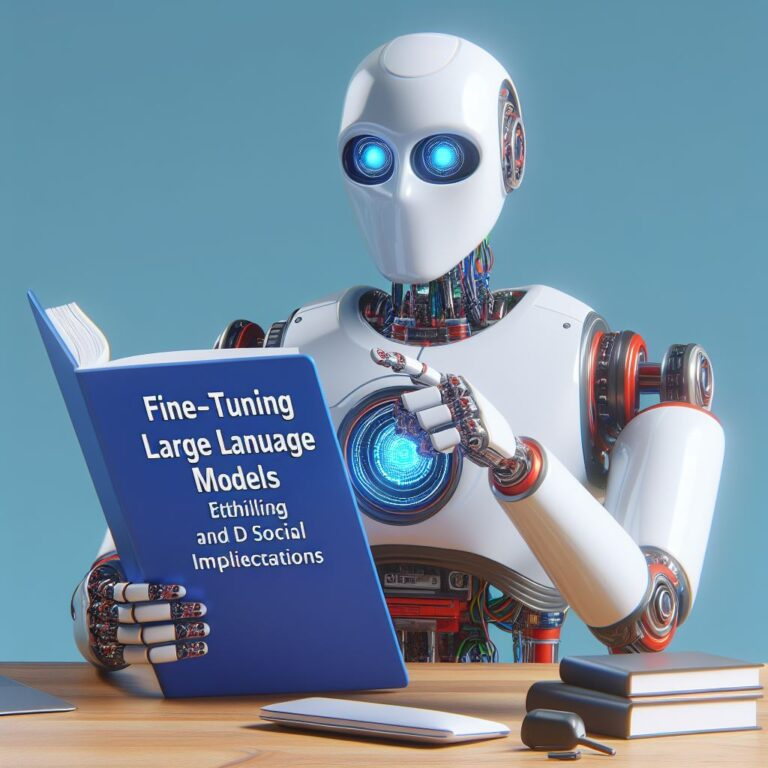 Fine-Tuning
Large Lanuage
Models
Etthilling
and D Social
Impliectations